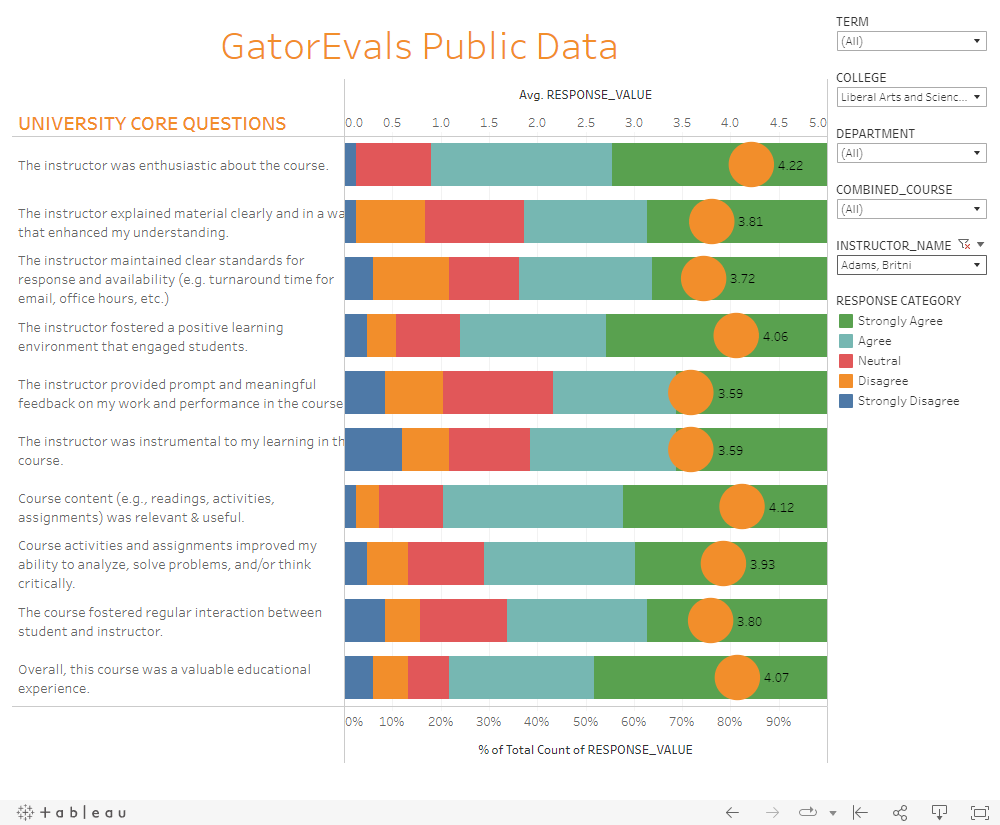 GatorEvals Public Data
TERM
(All)
COLLEGE
Liberal Arts and Scienc...
DEPARTMENT
(All)
COMBINED_COURSE
(All)
INSTRUCTOR_NAME
Adams, Britni
RESPONSE CATEGORY
Strongly Agree
Agree
Neutral
Disagree
Strongly Disagree
Avg. RESPONSE_VALUE
UNIVERSITY CORE QUESTIONS
0.0 0.5 1.0 1.5 2.0 2.5 3.0 3.5 4.0 4.5 5.0
The instructor was enthusiastic about the course.
4.22
The instructor explained material clearly and in a wa
that enhanced my understanding.
3.81
The instructor maintained clear standards for
response and availability (e.g. turnaround time for
email, office hours, etc.)
3.72
The instructor fostered a positive learning
environment that engaged students.
4.06
The instructor provided prompt and meaningful
feedback on my work and performance in the course
3.59
The instructor was instrumental to my learning in th
course.
3.59
Course content (e.g., readings, activities,
assignments) was relevant & useful.
4.12
Course activities and assignments improved my
ability to analyze, solve problems, and/or think
critically.
3.93
The course fostered regular interaction between
student and instructor.
3.80
Overall, this course was a valuable educational
experience.
4.07
0% 10% 20% 30% 40% 50% 60% 70% 80% 90%
% of Total Count of RESPONSE_VALUE
+ableau